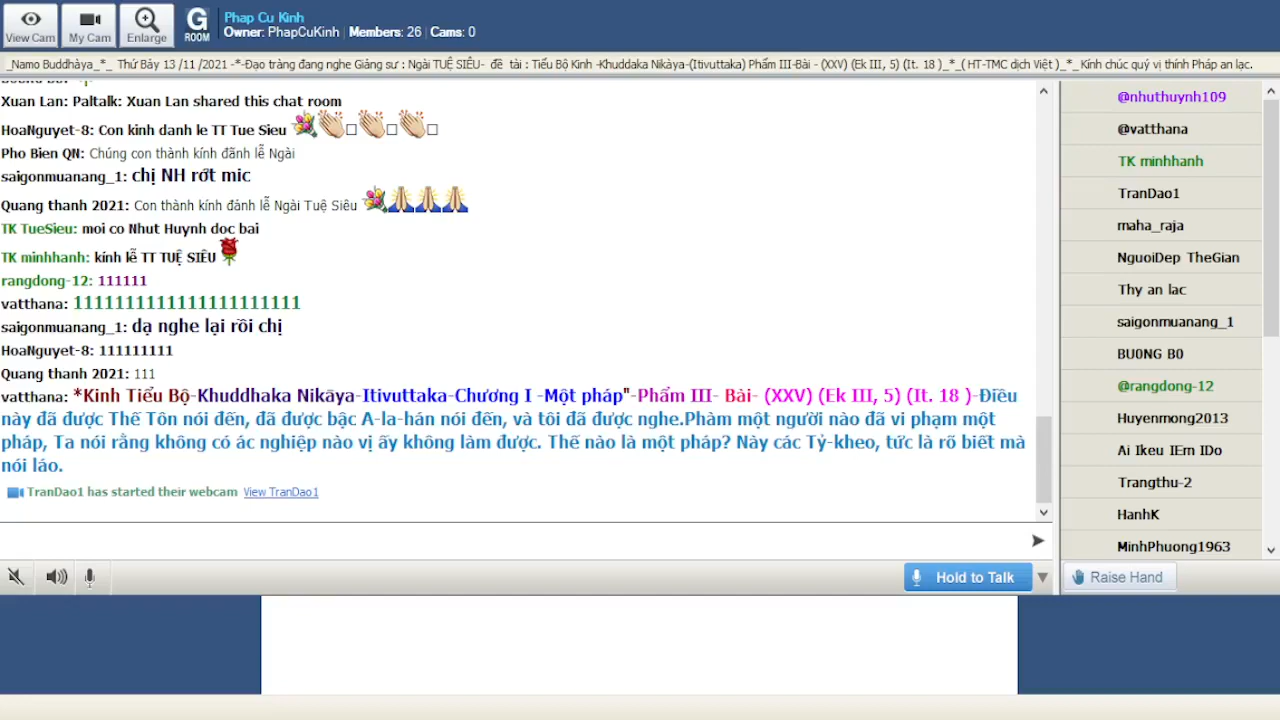 View Cam
My Cam
Enlarge
G
ROOM
Phap Cu Kinh
Owner: PhapCuKinh | Members: 26 | Cams: 0
_Namo Buddhàya_*_ Thứ Bảy 13 /11 /2021 -*-Đạo tràng đang nghe Giảng sư : Ngài TUỆ SIÊU- đề tài : Tiểu Bộ Kinh -Khuddaka Nikàya-(Itivuttaka) Phẩm III-Bài - (XXV) (Ek III, 5) (It. 18 )_*_( HT-TMC dịch Việt )_*_Kính chúc quý vị thính Pháp an lạc.
Xuan Lan: Paltalk: Xuan Lan shared this chat room
HoaNguyet-8: Con kinh danh le TT Tue Sieu
Pho Bien QN: Chúng con thành kính đãnh lễ Ngài
saigonmuanang_1: chị NH rớt mic
Quang thanh 2021: Con thành kính đảnh lễ Ngài Tuệ Siêu
TK TueSieu: moi co Nhut Huynh doc bai
TK minhhanh: kính lễ TT TUỆ SIÊU
rangdong-12: 111111
vatthana: 1111111111111111111111
saigonmuanang_1: dạ nghe lại rồi chị
HoaNguyet-8: 111111111
Quang thanh 2021: 111
vatthana: *Kinh Tiểu Bộ-Khuddhaka Nikāya-Itivuttaka-Chương I -Một pháp"-Phẩm III- Bài- (XXV) (Ek III, 5) (It. 18 )-Điều
này đã được Thế Tôn nói đến, đã được bậc A-la-hán nói đến, và tôi đã được nghe.Phàm một người nào đã vi phạm một
pháp, Ta nói rằng không có ác nghiệp nào vị ấy không làm được. Thế nào là một pháp? Này các Tỷ-kheo, tức là rõ biết mà
nói láo.
TranDao1 has started their webcam View TranDao1
@nhuthuynh109
@vatthana
TK minhhanh
TranDao1
maha_raja
NguoiDep TheGian
Thy an lac
saigonmuanang_1
BU0NG B0
@rangdong-12
Huyenmong2013
Ai Ikeu IEm IDo
Trangthu-2
HanhK
MinhPhuong1963
Hold to Talk
Raise Hand